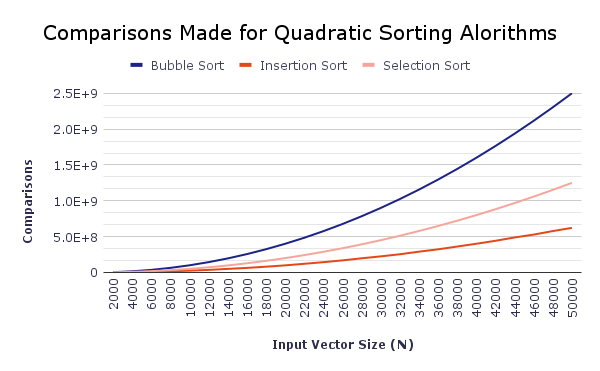 Comparisons Made for Quadratic Sorting Alorithms
Bubble Sort Insertion Sort Selection Sort
2.5E+9
2.0E+9
1.5E+9
1.0E+9
5.0E+8
0
Comparisons
2000 4000 6000 8000 10000 12000 14000 16000 18000 20000 22000 24000 26000 28000 30000 32000 34000 36000 38000 40000 42000 44000 46000 48000 50000
Input Vector Size (N)